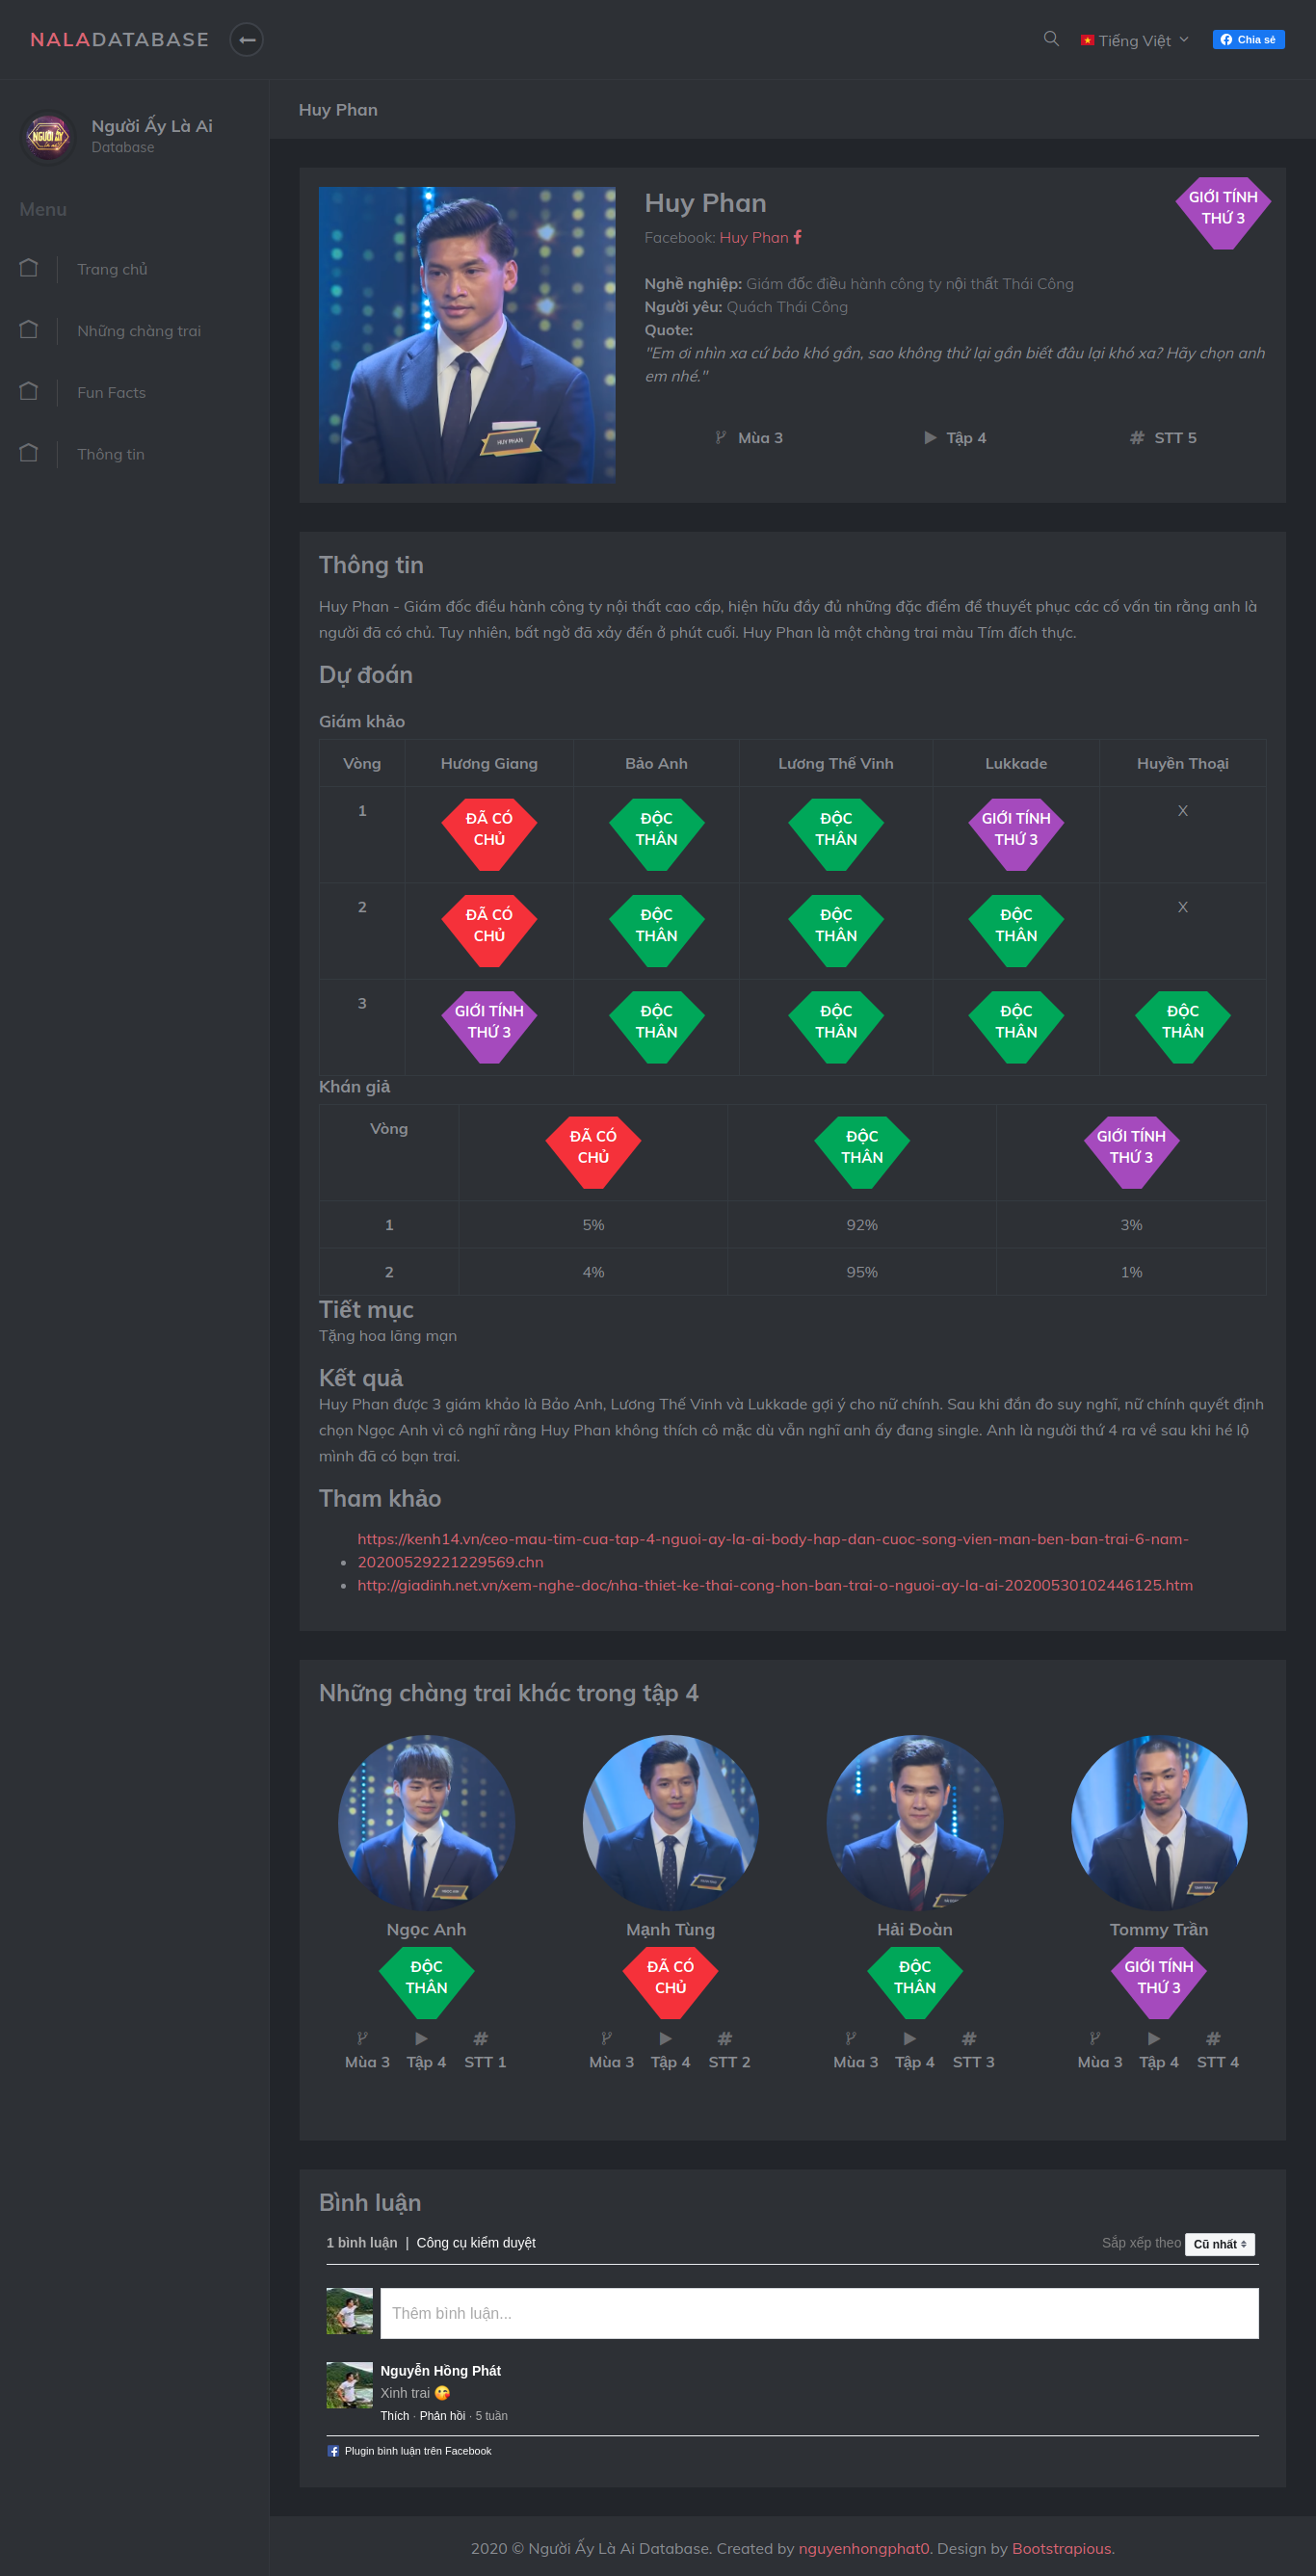 NALADATABASE
Tiếng Việt
Chia sẻ
Người Ấy Là Ai
Database
Menu
Trang chủ
Những chàng trai
Fun Facts
Thông tin
Huy Phan
NGƯỜI ẤY
HUY PHAN
Huy Phan
GIỚI TÍNH
THỨ 3
Facebook: Huy Phan
Nghề nghiệp: Giám đốc điều hành công ty nội thất Thái Công
Người yêu: Quách Thái Công
Quote:
"Em ơi nhìn xa cứ bảo khó gần, sao không thử lại gần biết đâu lại khó xa? Hãy chọn anh
em nhé."
Mùa 3 Tập 4 STT 5
Thông tin
Huy Phan - Giám đốc điều hành công ty nội thất cao cấp, hiện hữu đầy đủ những đặc điểm để thuyết phục các cố vấn tin rằng anh là
người đã có chủ. Tuy nhiên, bất ngờ đã xảy đến ở phút cuối. Huy Phan là một chàng trai màu Tím đích thực.
Dự đoán
Giám khảo
Vòng Hương Giang Bảo Anh Lương Thế Vinh Lukkade Huyền Thoại
1 ĐÃ CÓ CHỦ ĐỘC THÂN ĐỘC THÂN GIỚI TÍNH THỨ 3 X
2 ĐÃ CÓ CHỦ ĐỘC THÂN ĐỘC THÂN ĐỘC THÂN X
3 GIỚI TÍNH THỨ 3 ĐỘC THÂN ĐỘC THÂN ĐỘC THÂN ĐỘC THÂN
Khán giả
Vòng ĐÃ CÓ CHỦ ĐỘC THÂN GIỚI TÍNH THỨ 3
1 5% 92% 3%
2 4% 95% 1%
Tiết mục
Tặng hoa lãng mạn
Kết quả
Huy Phan được 3 giám khảo là Bảo Anh, Lương Thế Vinh và Lukkade gợi ý cho nữ chính. Sau khi đắn đo suy nghĩ, nữ chính quyết định
chọn Ngọc Anh vì cô nghĩ rằng Huy Phan không thích cô mặc dù vẫn nghĩ anh ấy đang single. Anh là người thứ 4 ra về sau khi hé lộ
mình đã có bạn trai.
Tham khảo
https://kenh14.vn/ceo-mau-tim-cua-tap-4-nguoi-ay-la-ai-body-hap-dan-cuoc-song-vien-man-ben-ban-trai-6-nam-
20200529221229569.chn
http://giadinh.net.vn/xem-nghe-doc/nha-thiet-ke-thai-cong-hon-ban-trai-o-nguoi-ay-la-ai-20200530102446125.htm
Những chàng trai khác trong tập 4
Ngọc Anh Mạnh Tùng Hải Đoàn Tommy Trần
ĐỘC THÂN ĐÃ CÓ CHỦ ĐỘC THÂN GIỚI TÍNH THỨ 3
Mùa 3 Tập 4 STT 1 Mùa 3 Tập 4 STT 2 Mùa 3 Tập 4 STT 3 Mùa 3 Tập 4 STT 4
Bình luận
1 bình luận | Công cụ kiểm duyệt Sắp xếp theo Cũ nhất
Thêm bình luận...
Nguyễn Hồng Phát
Xinh trai 😘
Thích · Phản hồi · 5 tuần
Plugin bình luận trên Facebook
2020 © Người Ấy Là Ai Database. Created by nguyenhongphat0. Design by Bootstrapious.